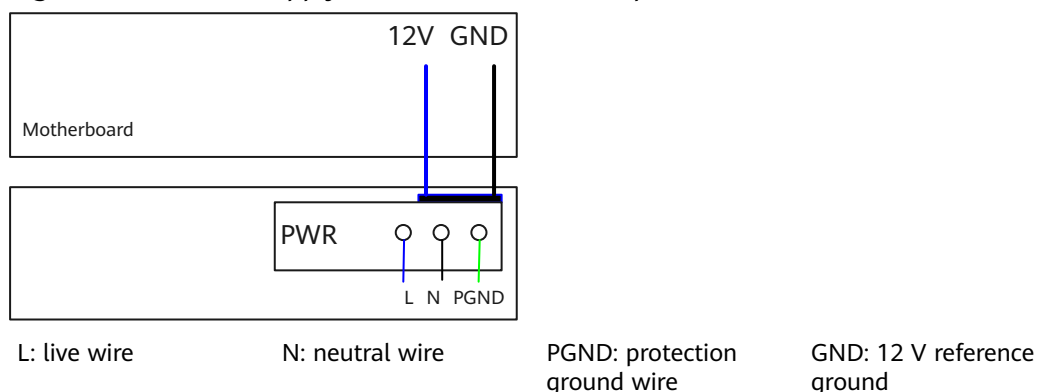 12V GND
Motherboard
PWR
L N PGND
L: live wire
N: neutral wire
PGND: protection
ground wire
GND: 12 V reference
ground